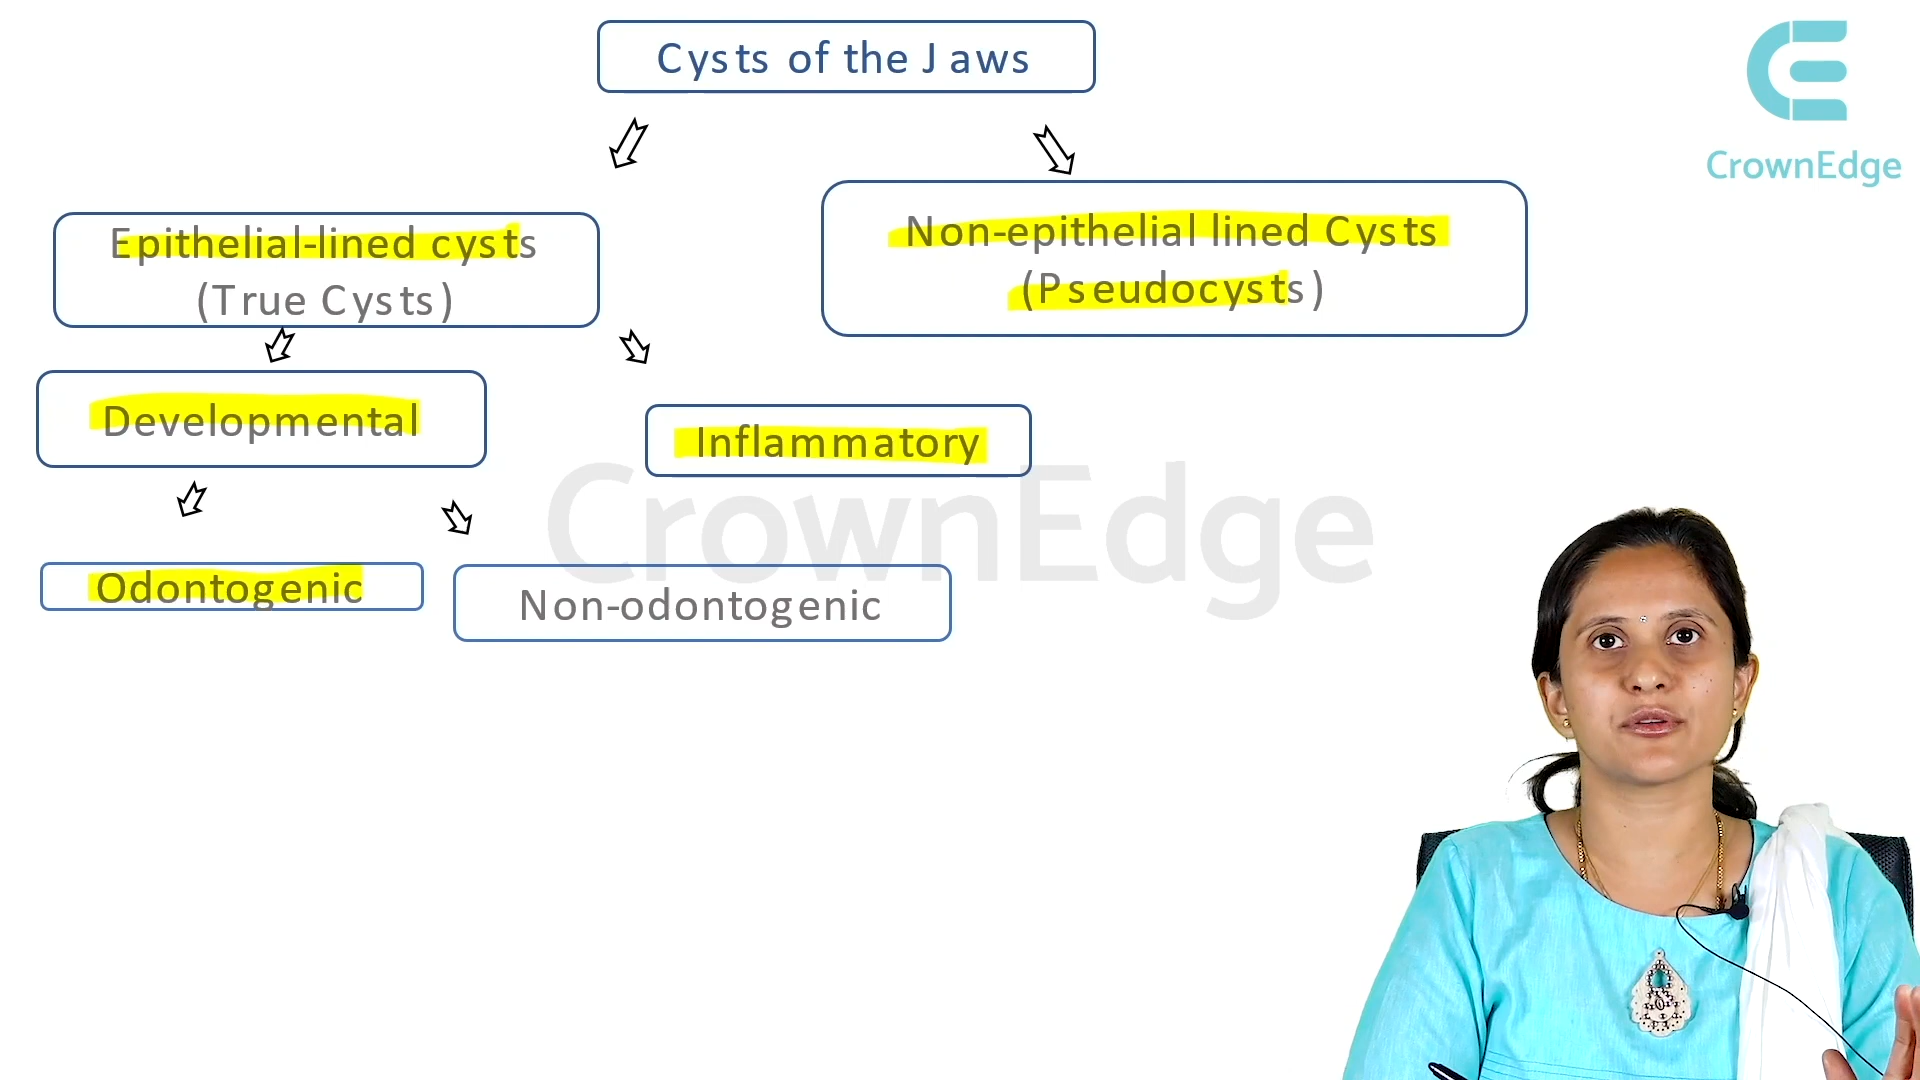 Cysts of the Jaws
CrownEdge
Epithelial-lined cysts
(True Cysts)
Non-epithelial lined Cysts
(Pseudocysts)
Developmental
Inflammatory
CrownEdge
Odontogenic
Non-odontogenic